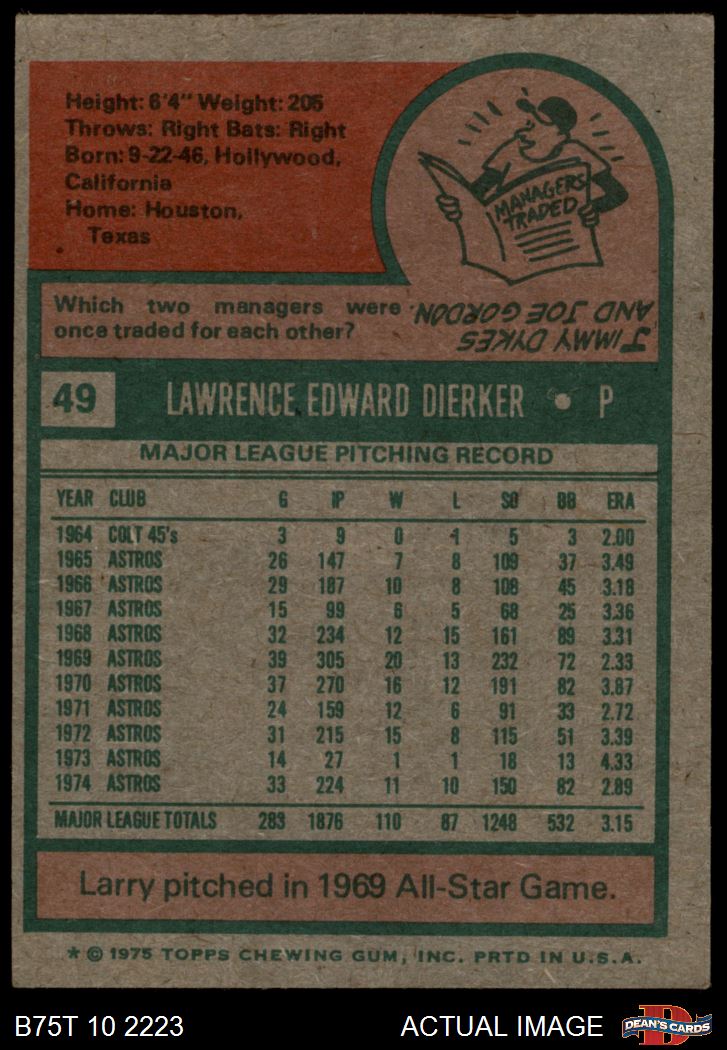 Height: 6'4" Weight: 205
Throws: Right Bats: Right
Born: 9-22-46, Hollywood,
California
Home: Houston,
Texas
MANAGERS
TRADED
Which two managers were
once traded for each other?
JIMMY DYKES
AND JOE GORDON.
49 LAWRENCE EDWARD DIERKER • P
MAJOR LEAGUE PITCHING RECORD
YEAR CLUB G IP W L SO BB ERA
1964 COLT 45's 3 9 0 1 5 3 2.00
1965 ASTROS 26 147 7 8 109 37 3.49
1966 ASTROS 29 187 10 8 108 45 3.18
1967 ASTROS 15 99 6 5 68 25 3.36
1968 ASTROS 32 234 12 15 161 89 3.31
1969 ASTROS 39 305 20 13 232 72 2.33
1970 ASTROS 37 270 16 12 191 82 3.87
1971 ASTROS 24 159 12 6 91 33 2.72
1972 ASTROS 31 215 15 8 115 51 3.39
1973 ASTROS 14 27 1 1 18 13 4.33
1974 ASTROS 33 224 11 10 150 82 2.89
MAJOR LEAGUE TOTALS 283 1876 110 87 1248 532 3.15
Larry pitched in 1969 All-Star Game.
* © 1975 TOPPS CHEWING GUM, INC. PRTD IN U.S.A.
B75T 10 2223 ACTUAL IMAGE
D
DEAN'S CARDS